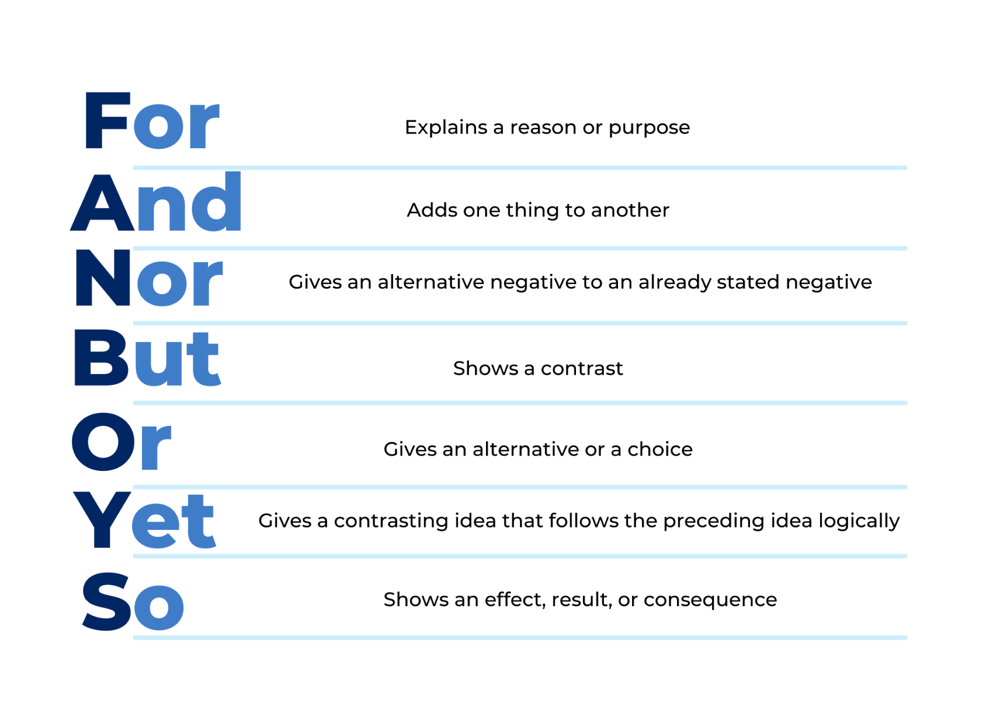 For Explains a reason or purpose
And Adds one thing to another
Nor Gives an alternative negative to an already stated negative
But Shows a contrast
Or Gives an alternative or a choice
Yet Gives a contrasting idea that follows the preceding idea logically
So Shows an effect, result, or consequence